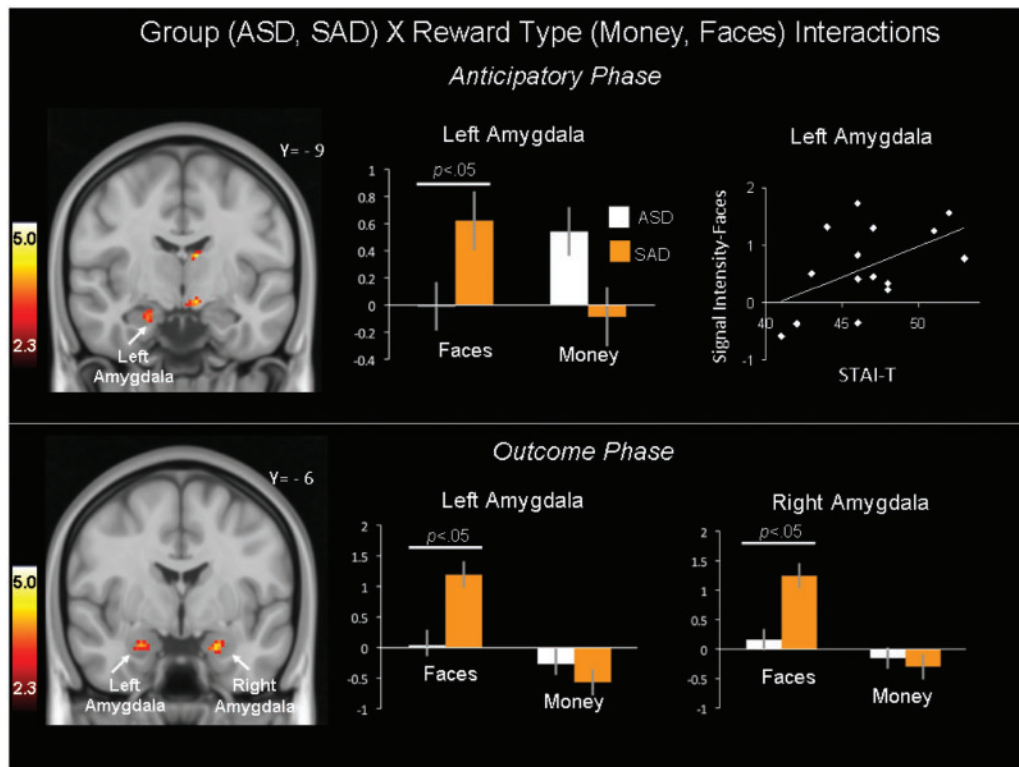 Group (ASD, SAD) X Reward Type (Money, Faces) Interactions
Anticipatory Phase
Y= - 9
5.0
2.3
Left
Amygdala
Left Amygdala
1
0.8
0.6
0.4
0.2
0
-0.2
-0.4
p<.05
ASD
SAD
Faces
Money
Left Amygdala
Signal Intensity-Faces
2
1
0
-1
40
45
50
STAI-T
Outcome Phase
Y= - 6
5.0
2.3
Left
Amygdala
Right
Amygdala
Left Amygdala
2
1.5
1
0.5
0
-0.5
-1
p<.05
Faces
Money
Right Amygdala
2
1.5
1
0.5
0
-0.5
-1
p<.05
Faces
Money